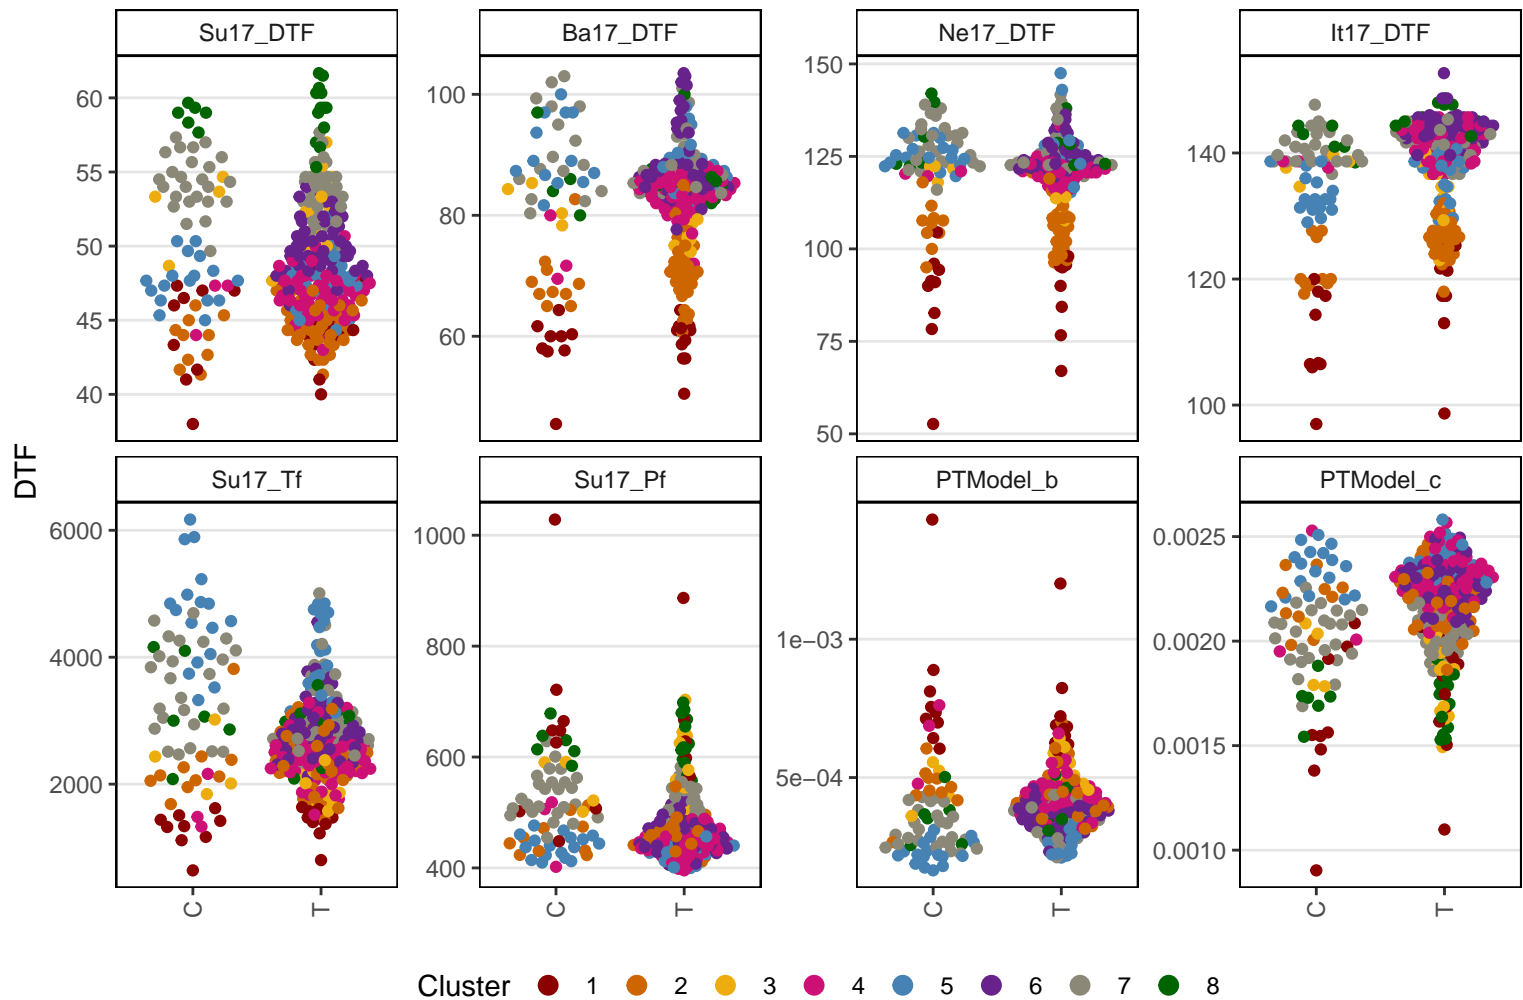 Su17_DTF
Ba17_DTF
Ne17_DTF
It17_DTF
60
55
50
45
40
100
80
60
150
125
100
75
50
140
120
100
DTF
Su17_Tf
Su17_Pf
PTModel_b
PTModel_c
6000
4000
2000
1000
800
600
400
1e−03
5e−04
0.0025
0.0020
0.0015
0.0010
C T
C T
C T
C T
Cluster 1 2 3 4 5 6 7 8